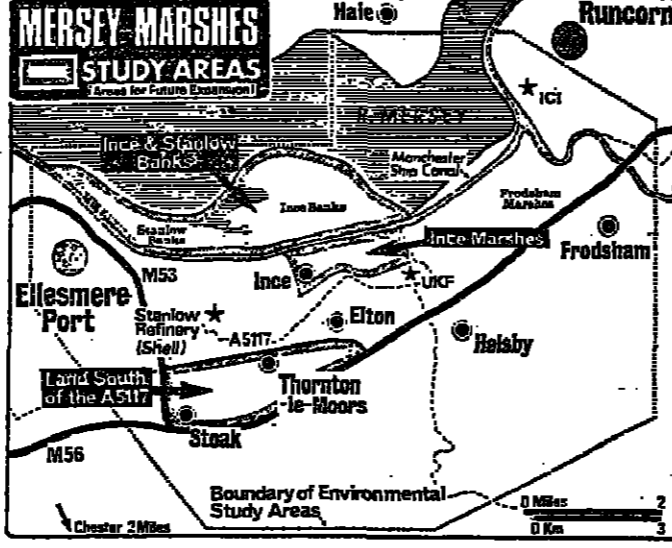 MERSEY MARSHES
STUDY AREAS
(Areas for Future Expansion)
Hale
Runcorn
ICI
R. MERSEY
Ince & Stanlow
Banks
Manchester
Ship Canal
Ince Banks
Stanlow
Banks
Frodsham
Marshes
Ince Marshes
Frodsham
M53
Ince
UKF
Ellesmere
Port
Stanlow
Refinery
(Shell)
A5117
Elton
Helsby
Land South
of the A5117
Thornton
-le-Moors
Stoak
M56
Boundary of Environmental
Study Areas
0 Miles 2
0 Km 3
Chester 2 Miles